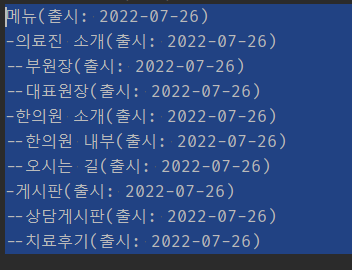 메뉴(출시: 2022-07-26)
-의료진 소개(출시: 2022-07-26)
--부원장(출시: 2022-07-26)
--대표원장(출시: 2022-07-26)
-한의원 소개(출시: 2022-07-26)
--한의원 내부(출시: 2022-07-26)
--오시는 길(출시: 2022-07-26)
-게시판(출시: 2022-07-26)
--상담게시판(출시: 2022-07-26)
--치료후기(출시: 2022-07-26)